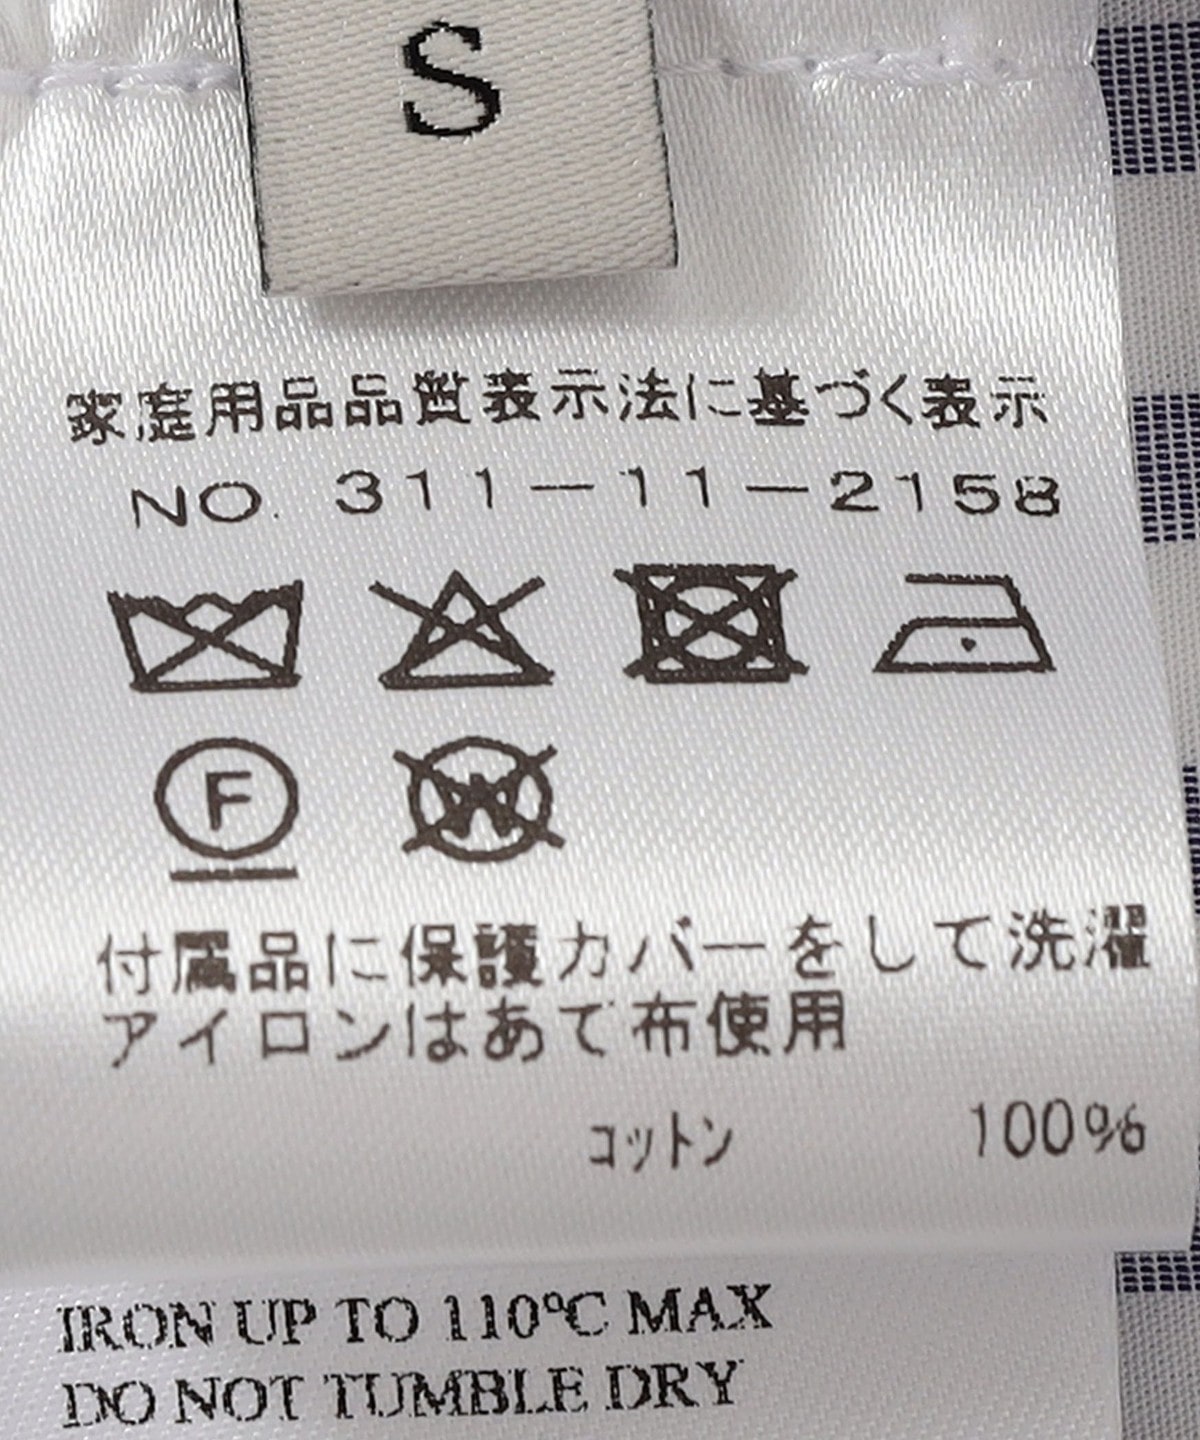 S
家庭用品品質表示法に基づく表示
NO. 311-11-2158
F
W
付属品に保護カバーをして洗濯
アイロンはあて布使用
コットン 100%
IRON UP TO 110℃ MAX
DO NOT TUMBLE DRY